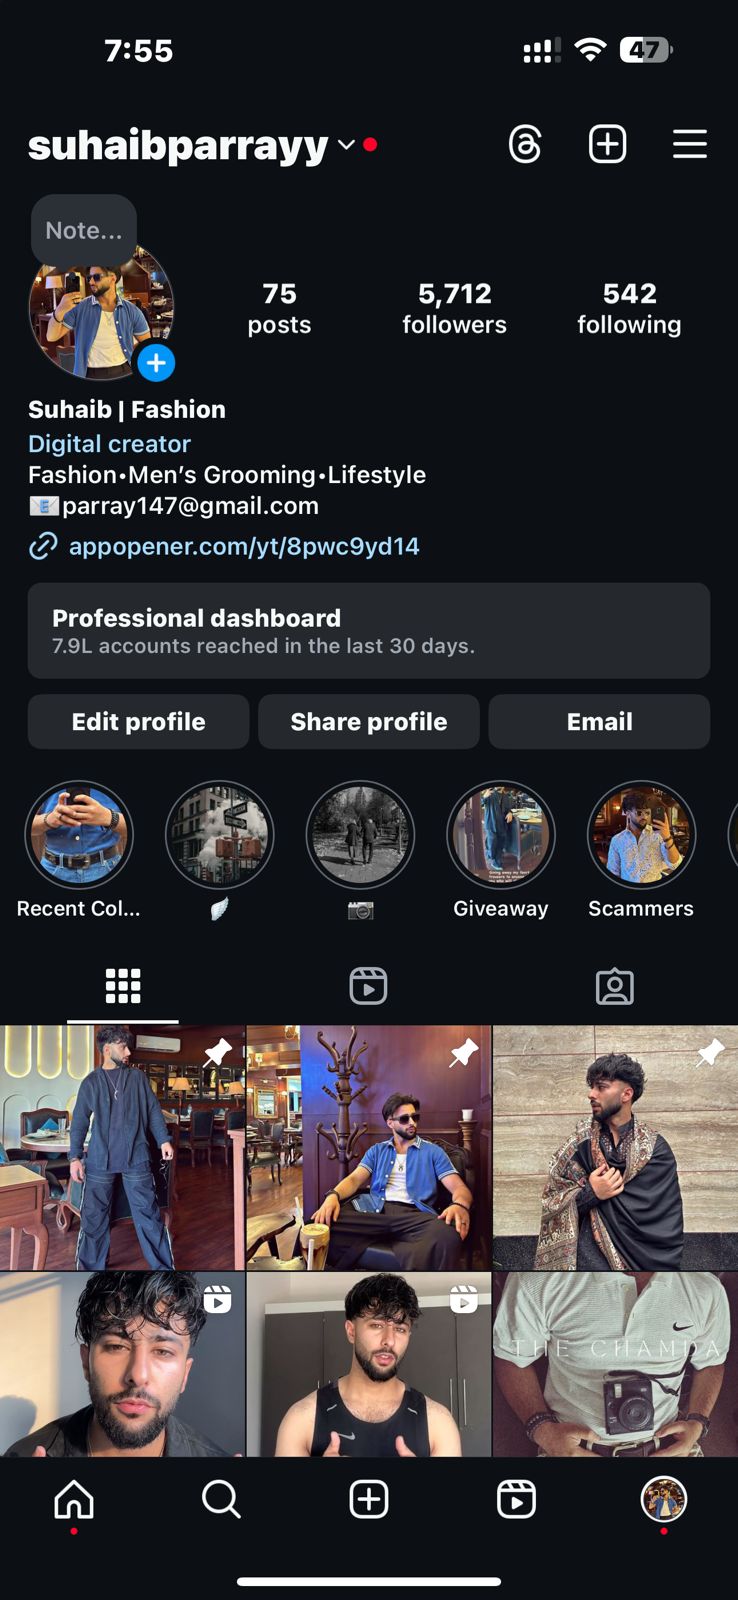 7:55
47
suhaibparrayy
Note...
75
posts
5,712
followers
542
following
Suhaib | Fashion
Digital creator
Fashion•Men's Grooming•Lifestyle
📧parray147@gmail.com
appopener.com/yt/8pwc9yd14
Professional dashboard
7.9L accounts reached in the last 30 days.
Edit profile
Share profile
Email
Recent Col...
Giveaway
Scammers
THE CHAMDA